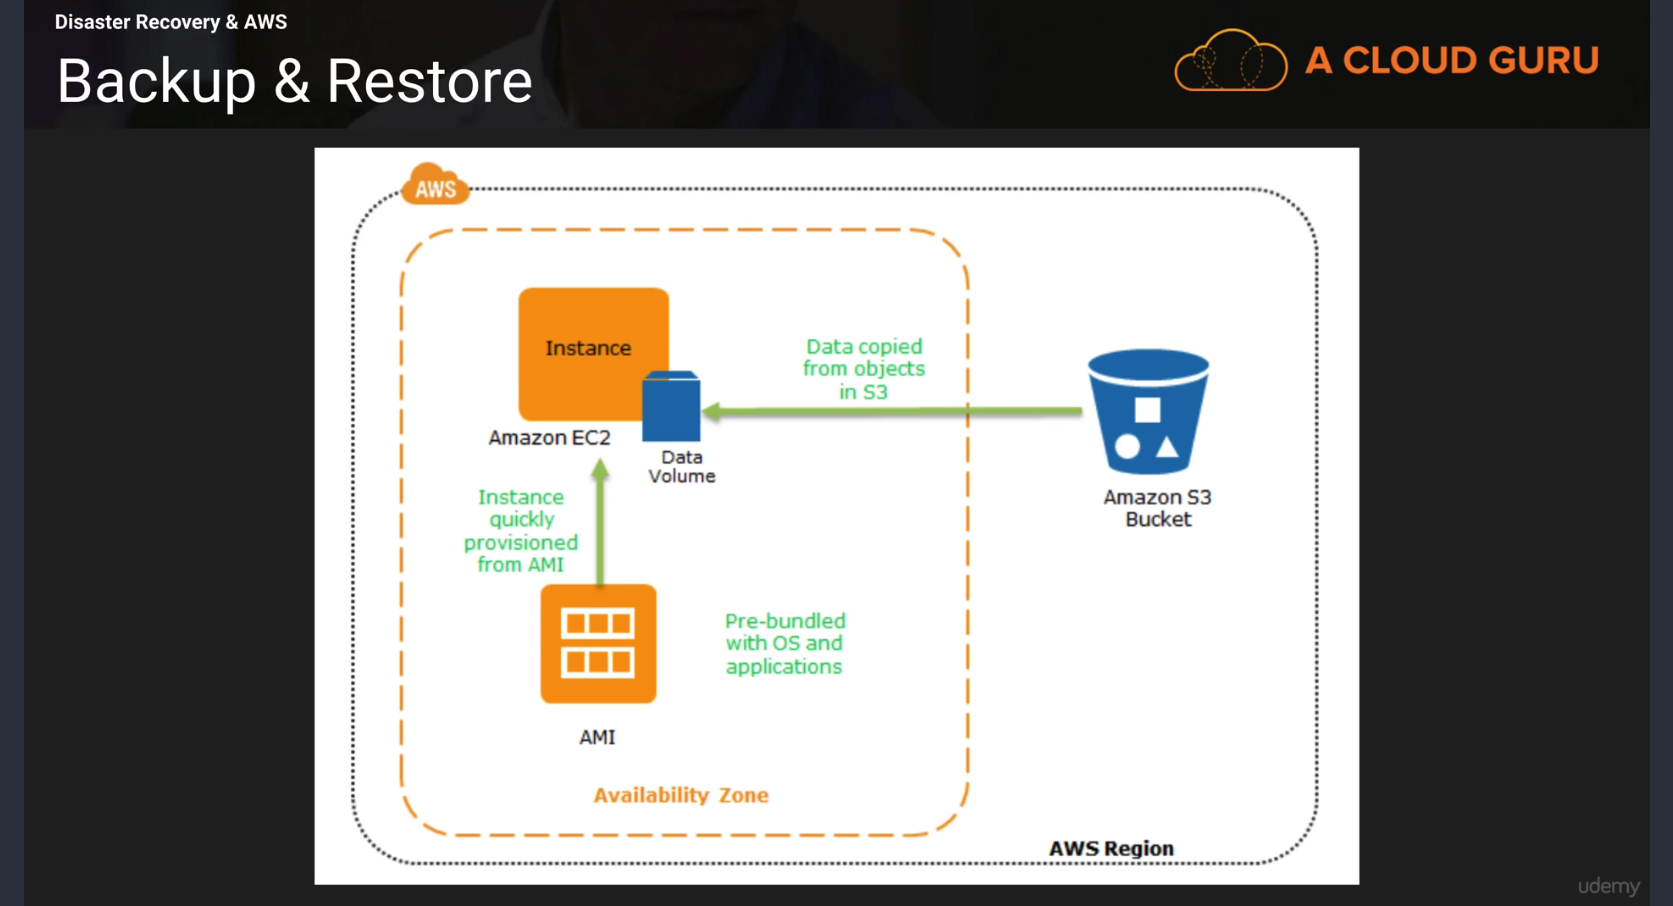 Disaster Recovery & AWS
Backup & Restore
A CLOUD GURU
AWS
Instance
Data copied
from objects
in S3
Amazon EC2
Data
Volume
Instance
quickly
provisioned
from AMI
Amazon S3
Bucket
Pre-bundled
with OS and
applications
AMI
Availability Zone
AWS Region
udemy